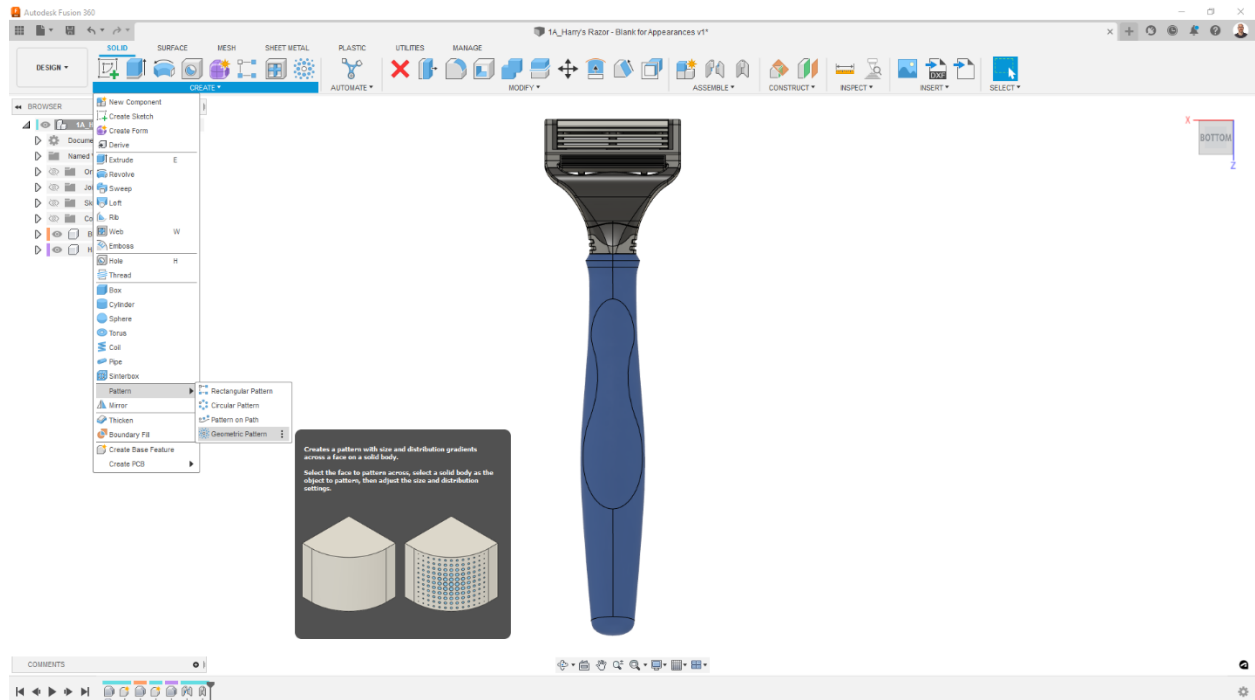 Autodesk Fusion 360
1A_Harry's Razor - Blank for Appearances v1*
SOLID SURFACE MESH SHEET METAL PLASTIC UTILITIES MANAGE
DESIGN
CREATE AUTOMATE MODIFY ASSEMBLE CONSTRUCT INSPECT INSERT SELECT
DXF
BROWSER
Docume
Named
New Component
Create Sketch
Create Form
Derive
Extrude E
Revolve
Sweep
Loft
Rib
Web W
Emboss
Hole H
Thread
Box
Cylinder
Sphere
Torus
Coil
Pipe
Sinterbox
Pattern
Mirror
Thicken
Boundary Fill
Create Base Feature
Create PCB
Rectangular Pattern
Circular Pattern
Pattern on Path
Geometric Pattern
Creates a pattern with size and distribution gradients
across a face on a solid body.
Select the face to pattern across, select a solid body as the
object to pattern, then adjust the size and distribution
settings.
X
BOTTOM
Z
COMMENTS